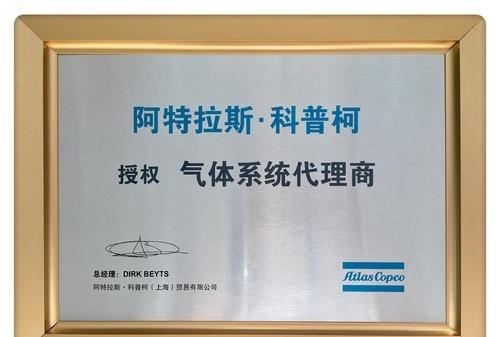 阿特拉斯·科普柯
授权 气体系统代理商
总经理：DIRK BEYTS
阿特拉斯·科普柯（上海）贸易有限公司
Atlas Copco